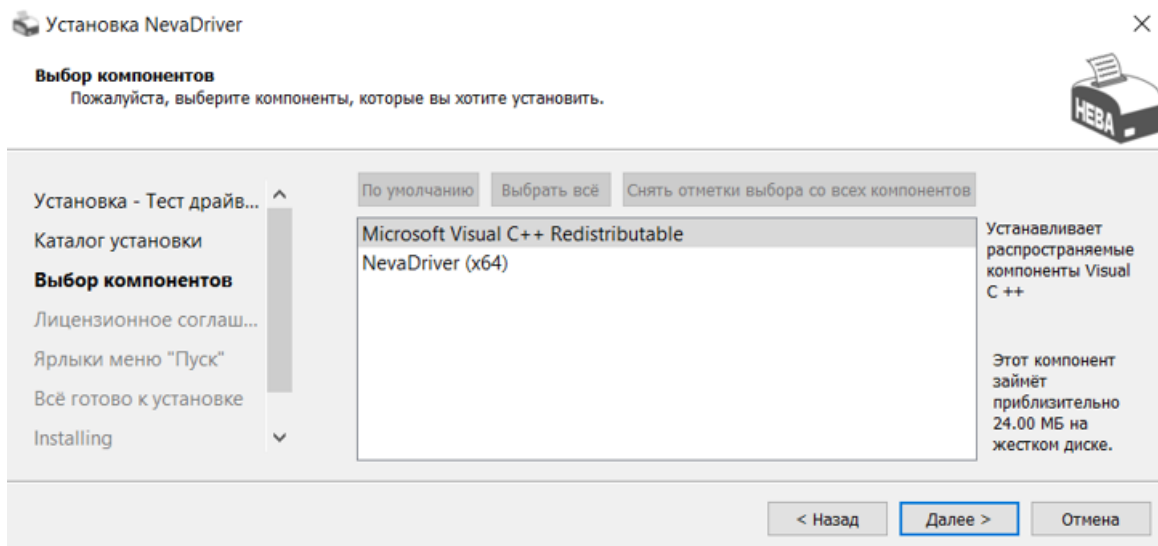 Установка NevaDriver
Выбор компонентов
Пожалуйста, выберите компоненты, которые вы хотите установить.
НЕВА
Установка - Тест драйв...
Каталог установки
Выбор компонентов
Лицензионное соглаш...
Ярлыки меню "Пуск"
Всё готово к установке
Installing
По умолчанию
Выбрать всё
Снять отметки выбора со всех компонентов
Microsoft Visual C++ Redistributable
NevaDriver (x64)
Устанавливает
распространяемые
компоненты Visual
C ++
Этот компонент
займёт
приблизительно
24.00 МБ на
жестком диске.
< Назад
Далее >
Отмена